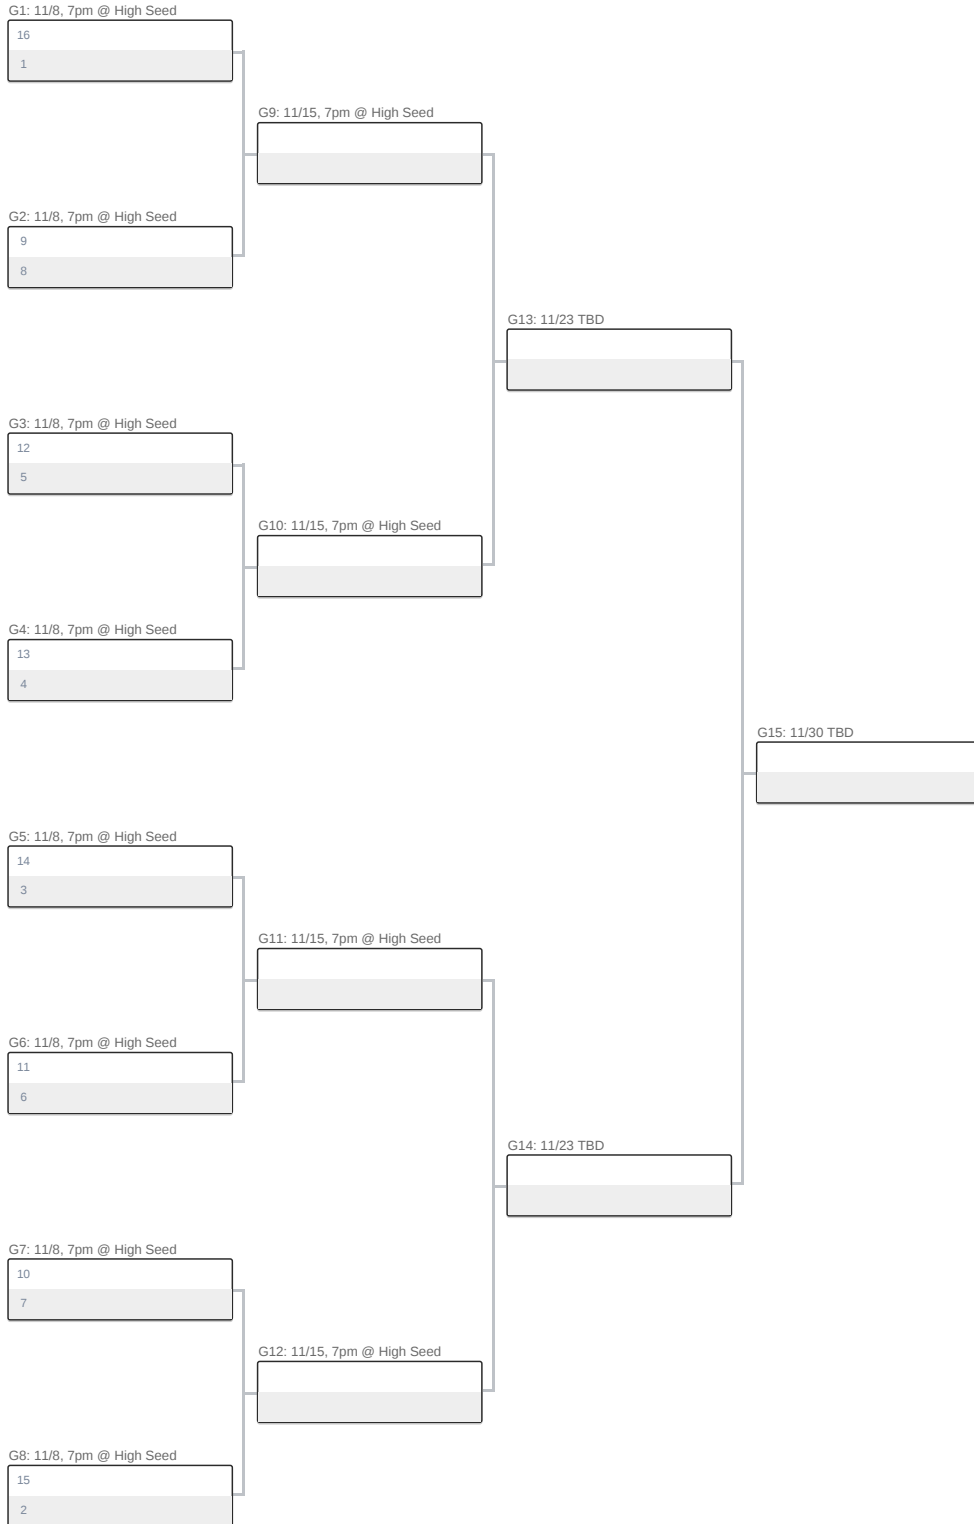 G1: 11/8, 7pm @ High Seed
16
1
G9: 11/15, 7pm @ High Seed
G2: 11/8, 7pm @ High Seed
9
8
G13: 11/23 TBD
G3: 11/8, 7pm @ High Seed
12
5
G10: 11/15, 7pm @ High Seed
G4: 11/8, 7pm @ High Seed
13
4
G15: 11/30 TBD
G5: 11/8, 7pm @ High Seed
14
3
G11: 11/15, 7pm @ High Seed
G6: 11/8, 7pm @ High Seed
11
6
G14: 11/23 TBD
G7: 11/8, 7pm @ High Seed
10
7
G12: 11/15, 7pm @ High Seed
G8: 11/8, 7pm @ High Seed
15
2